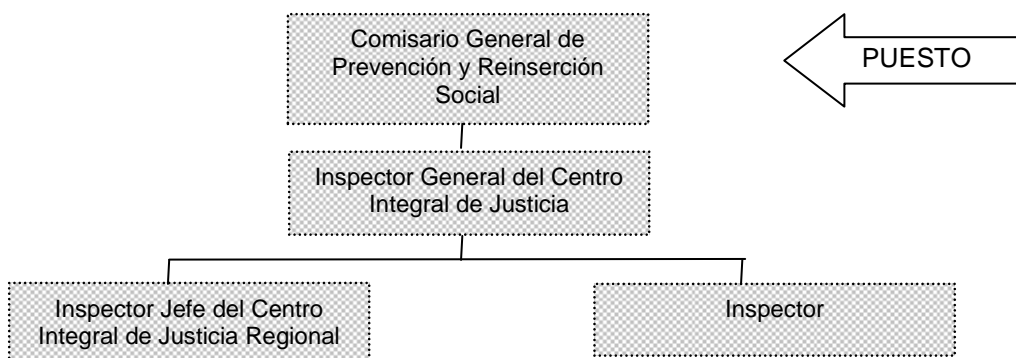 Comisario General de
Prevención y Reinserción
Social
PUESTO
Inspector General del Centro
Integral de Justicia
Inspector Jefe del Centro
Integral de Justicia Regional
Inspector